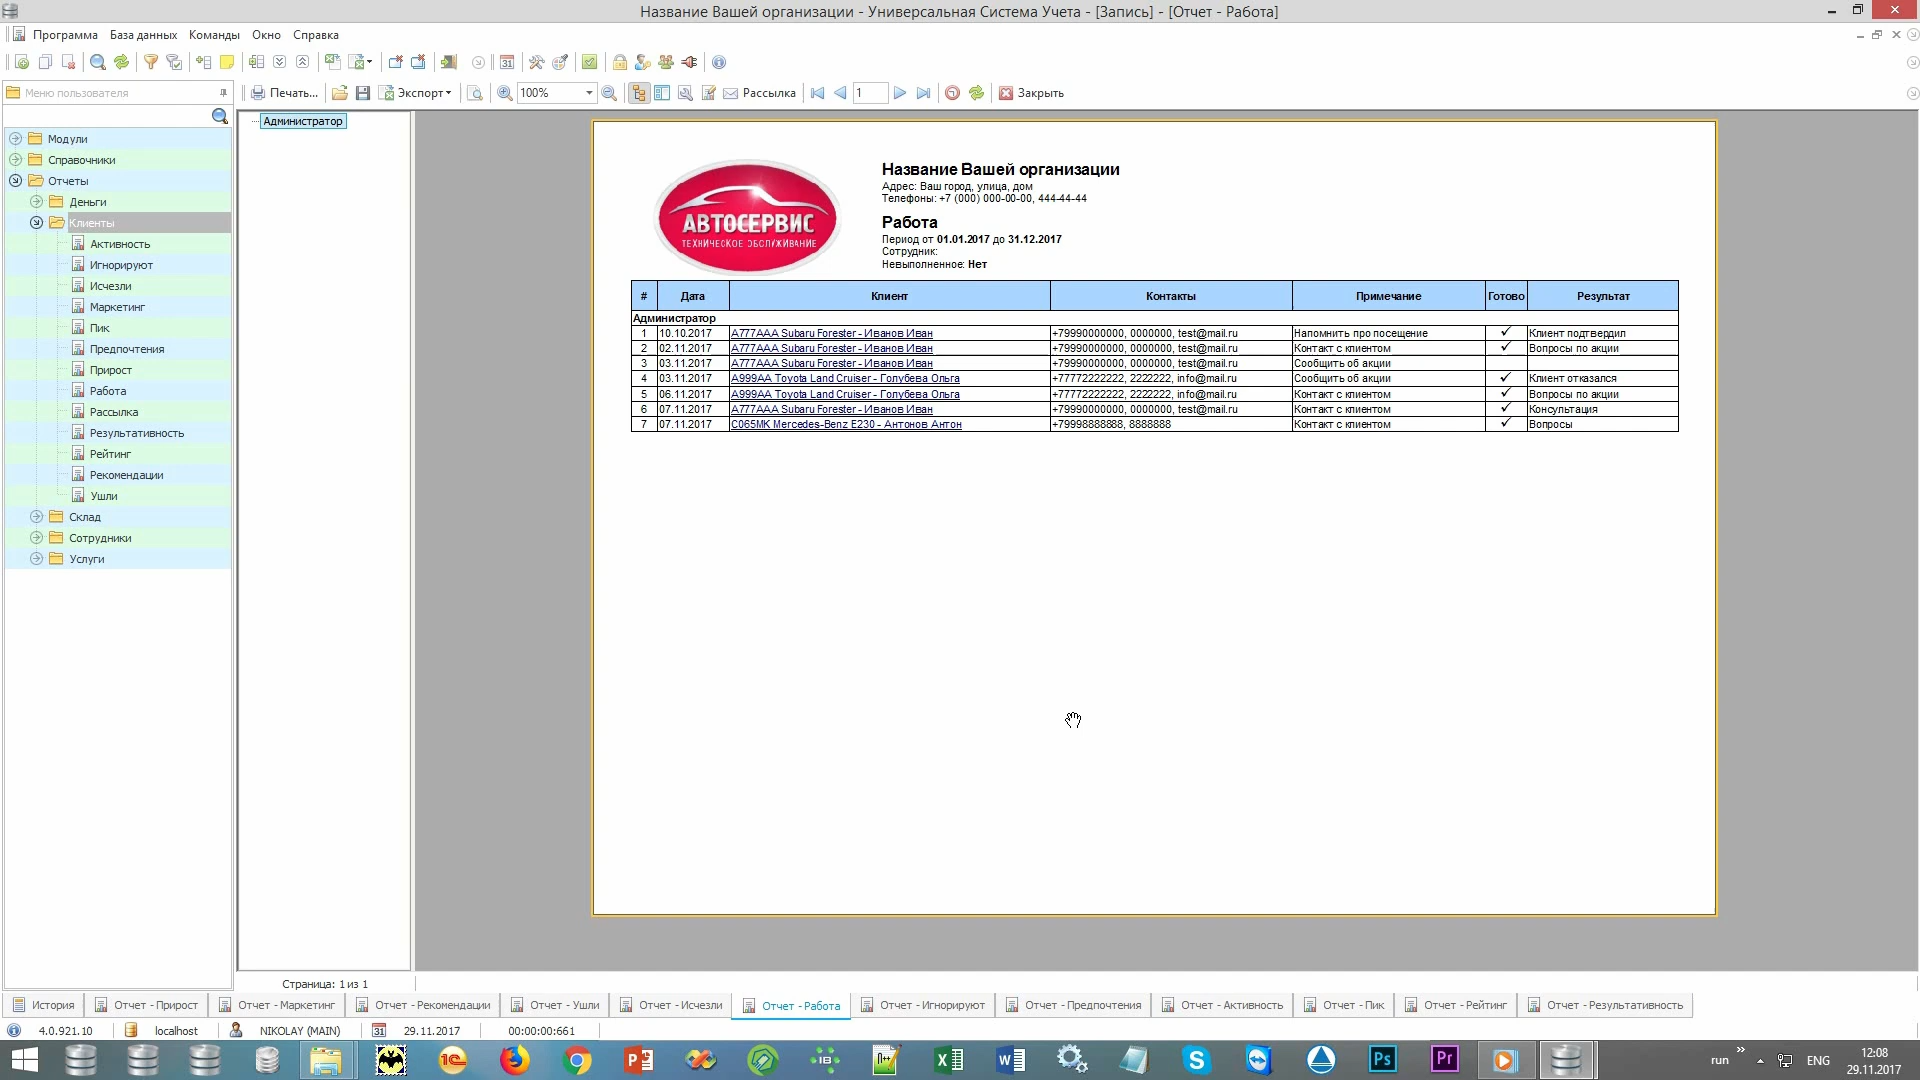 Название Вашей организации - Универсальная Система Учета - [Запись] - [Отчет - Работа]
Программа База данных Команды Окно Справка
31
Меню пользователя
Печать... Экспорт 100% Рассылка 1 Закрыть
Модули
Справочники
Отчеты
Деньги
Клиенты
Активность
Игнорируют
Исчезли
Маркетинг
Пик
Предпочтения
Прирост
Работа
Рассылка
Результативность
Рейтинг
Рекомендации
Ушли
Склад
Сотрудники
Услуги
Администратор
АВТОСЕРВИС
ТЕХНИЧЕСКОЕ ОБСЛУЖИВАНИЕ
Название Вашей организации
Адрес: Ваш город, улица, дом
Телефоны: +7 (000) 000-00-00, 444-44-44
Работа
Период от 01.01.2017 до 31.12.2017
Сотрудник:
Невыполненное: Нет
# Дата Клиент Контакты Примечание Готово Результат
Администратор
1 10.10.2017 А777ААА Subaru Forester - Иванов Иван +79990000000, 0000000, test@mail.ru Напомнить про посещение ✓ Клиент подтвердил
2 02.11.2017 А777ААА Subaru Forester - Иванов Иван +79990000000, 0000000, test@mail.ru Контакт с клиентом ✓ Вопросы по акции
3 03.11.2017 А777ААА Subaru Forester - Иванов Иван +79990000000, 0000000, test@mail.ru Сообщить об акции
4 03.11.2017 А999АА Toyota Land Cruiser - Голубева Ольга +77772222222, 2222222, info@mail.ru Сообщить об акции ✓ Клиент отказался
5 06.11.2017 А999АА Toyota Land Cruiser - Голубева Ольга +77772222222, 2222222, info@mail.ru Контакт с клиентом ✓ Вопросы по акции
6 07.11.2017 А777ААА Subaru Forester - Иванов Иван +79990000000, 0000000, test@mail.ru Контакт с клиентом ✓ Консультация
7 07.11.2017 С065МК Mercedes-Benz E230 - Антонов Антон +79998888888, 8888888 Контакт с клиентом ✓ Вопросы
Страница: 1 из 1
История Отчет - Прирост Отчет - Маркетинг Отчет - Рекомендации Отчет - Ушли Отчет - Исчезли Отчет - Работа Отчет - Игнорируют Отчет - Предпочтения Отчет - Активность Отчет - Пик Отчет - Рейтинг Отчет - Результативность
4.0.921.10 localhost NIKOLAY (MAIN) 31 29.11.2017 00:00:00:661
run ENG 12:08
29.11.2017